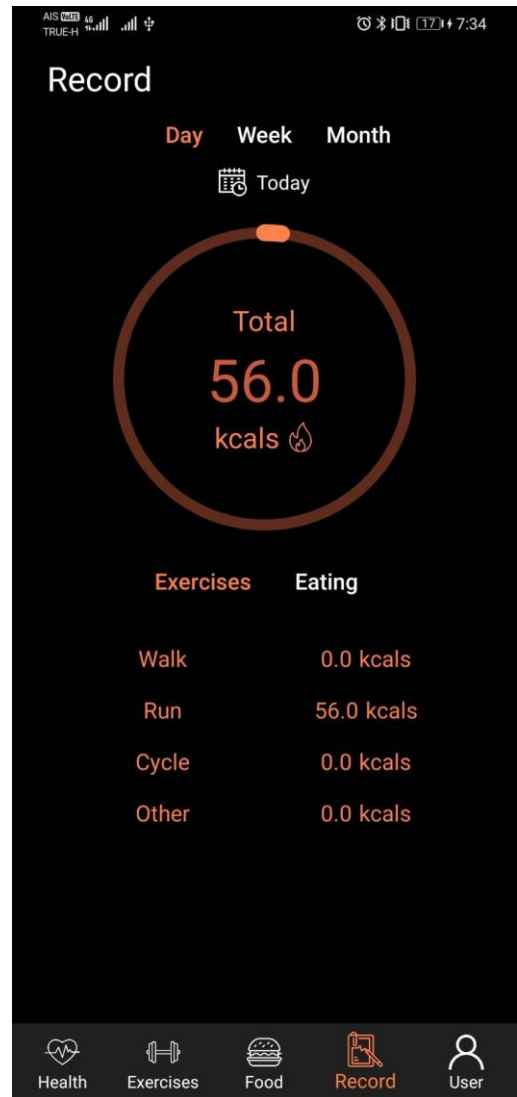 AIS VoLTE 4G
TRUE-H 17 7:34
Record
Day Week Month
Today
Total
56.0
kcals
Exercises Eating
Walk 0.0 kcals
Run 56.0 kcals
Cycle 0.0 kcals
Other 0.0 kcals
Health Exercises Food Record User